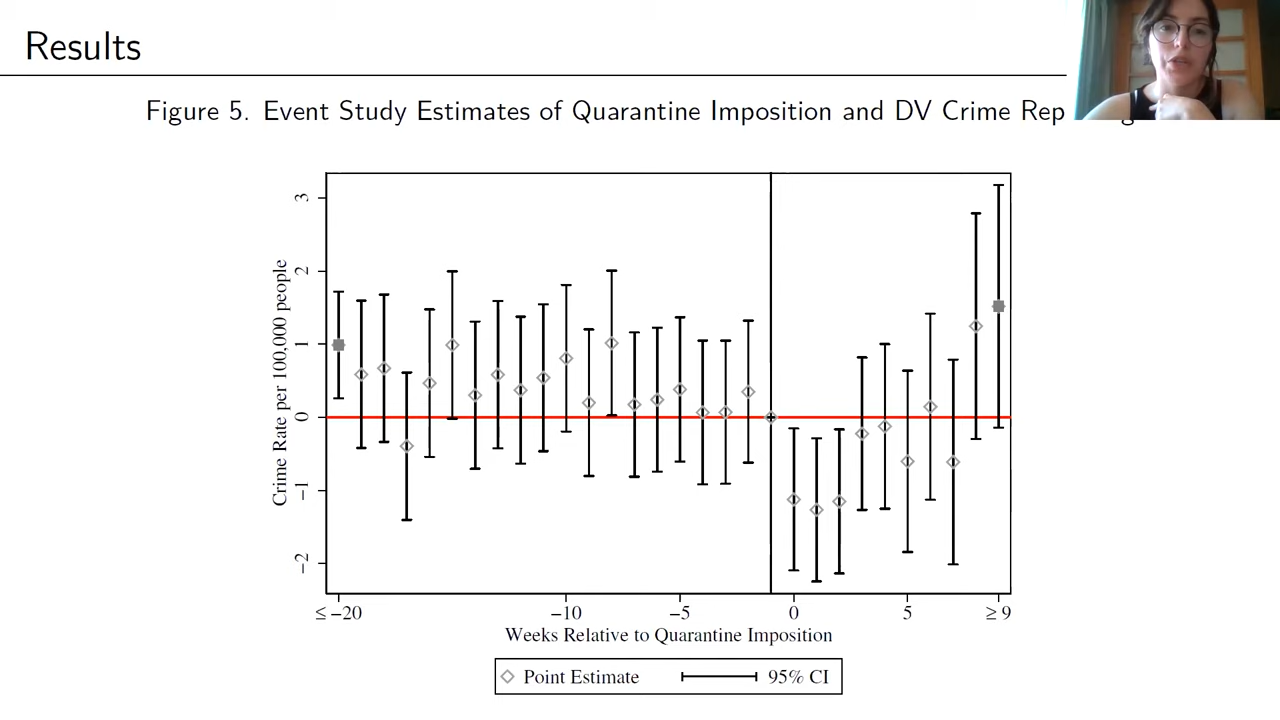 Results
Figure 5. Event Study Estimates of Quarantine Imposition and DV Crime Rep
Crime Rate per 100,000 people
3
2
1
0
−1
−2
≤ −20
−10
−5
0
5
≥ 9
Weeks Relative to Quarantine Imposition
Point Estimate
95% CI